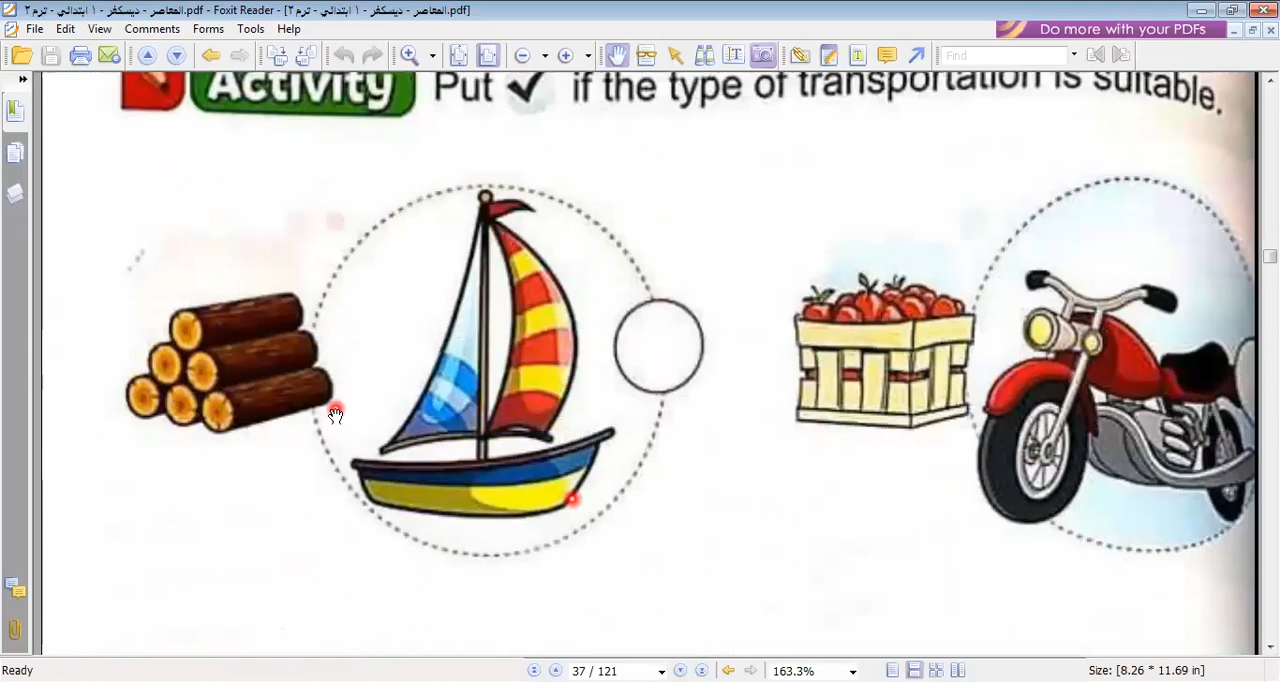 المعاصر - ديسكفر - ١ ابتدائي - ترم ٢.pdf - Foxit Reader - [المعاصر - ديسكفر - ١ ابتدائي - ترم ٢.pdf]
File Edit View Comments Forms Tools Help
Do more with your PDFs
Find
Activity Put ✓ if the type of transportation is suitable.
Ready
37 / 121
163.3%
Size: [8.26 * 11.69 in]